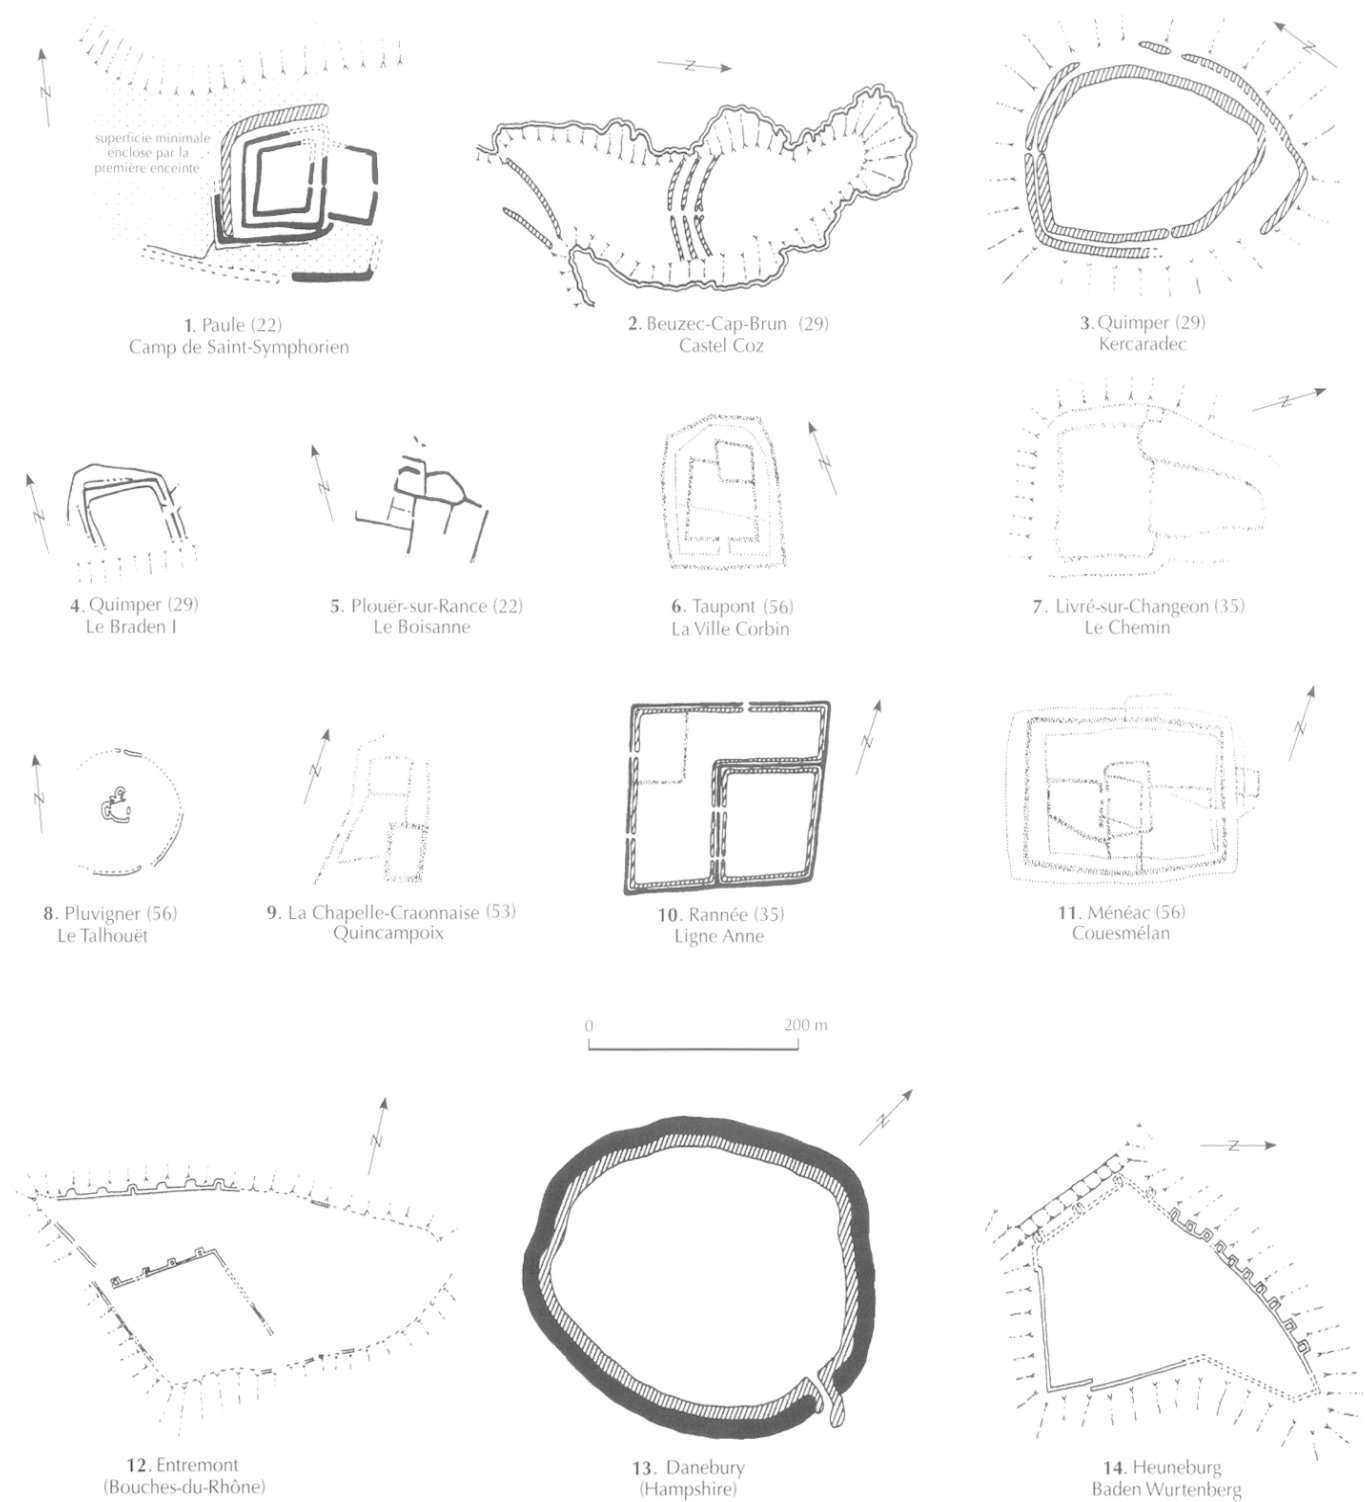 N
superficie minimale
enclose par la
première enceinte
1. Paule (22)
Camp de Saint-Symphorien
N
2. Beuzec-Cap-Brun (29)
Castel Coz
N
3. Quimper (29)
Kercaradec
N
4. Quimper (29)
Le Braden I
N
5. Plouër-sur-Rance (22)
Le Boisanne
N
6. Taupont (56)
La Ville Corbin
N
7. Livré-sur-Changeon (35)
Le Chemin
N
8. Pluvigner (56)
Le Talhouët
N
9. La Chapelle-Craonnaise (53)
Quincampoix
N
10. Rannée (35)
Ligne Anne
N
11. Ménéac (56)
Couesmélan
0 200 m
N
12. Entremont
(Bouches-du-Rhône)
N
13. Danebury
(Hampshire)
N
14. Heuneburg
Baden Wurtenberg